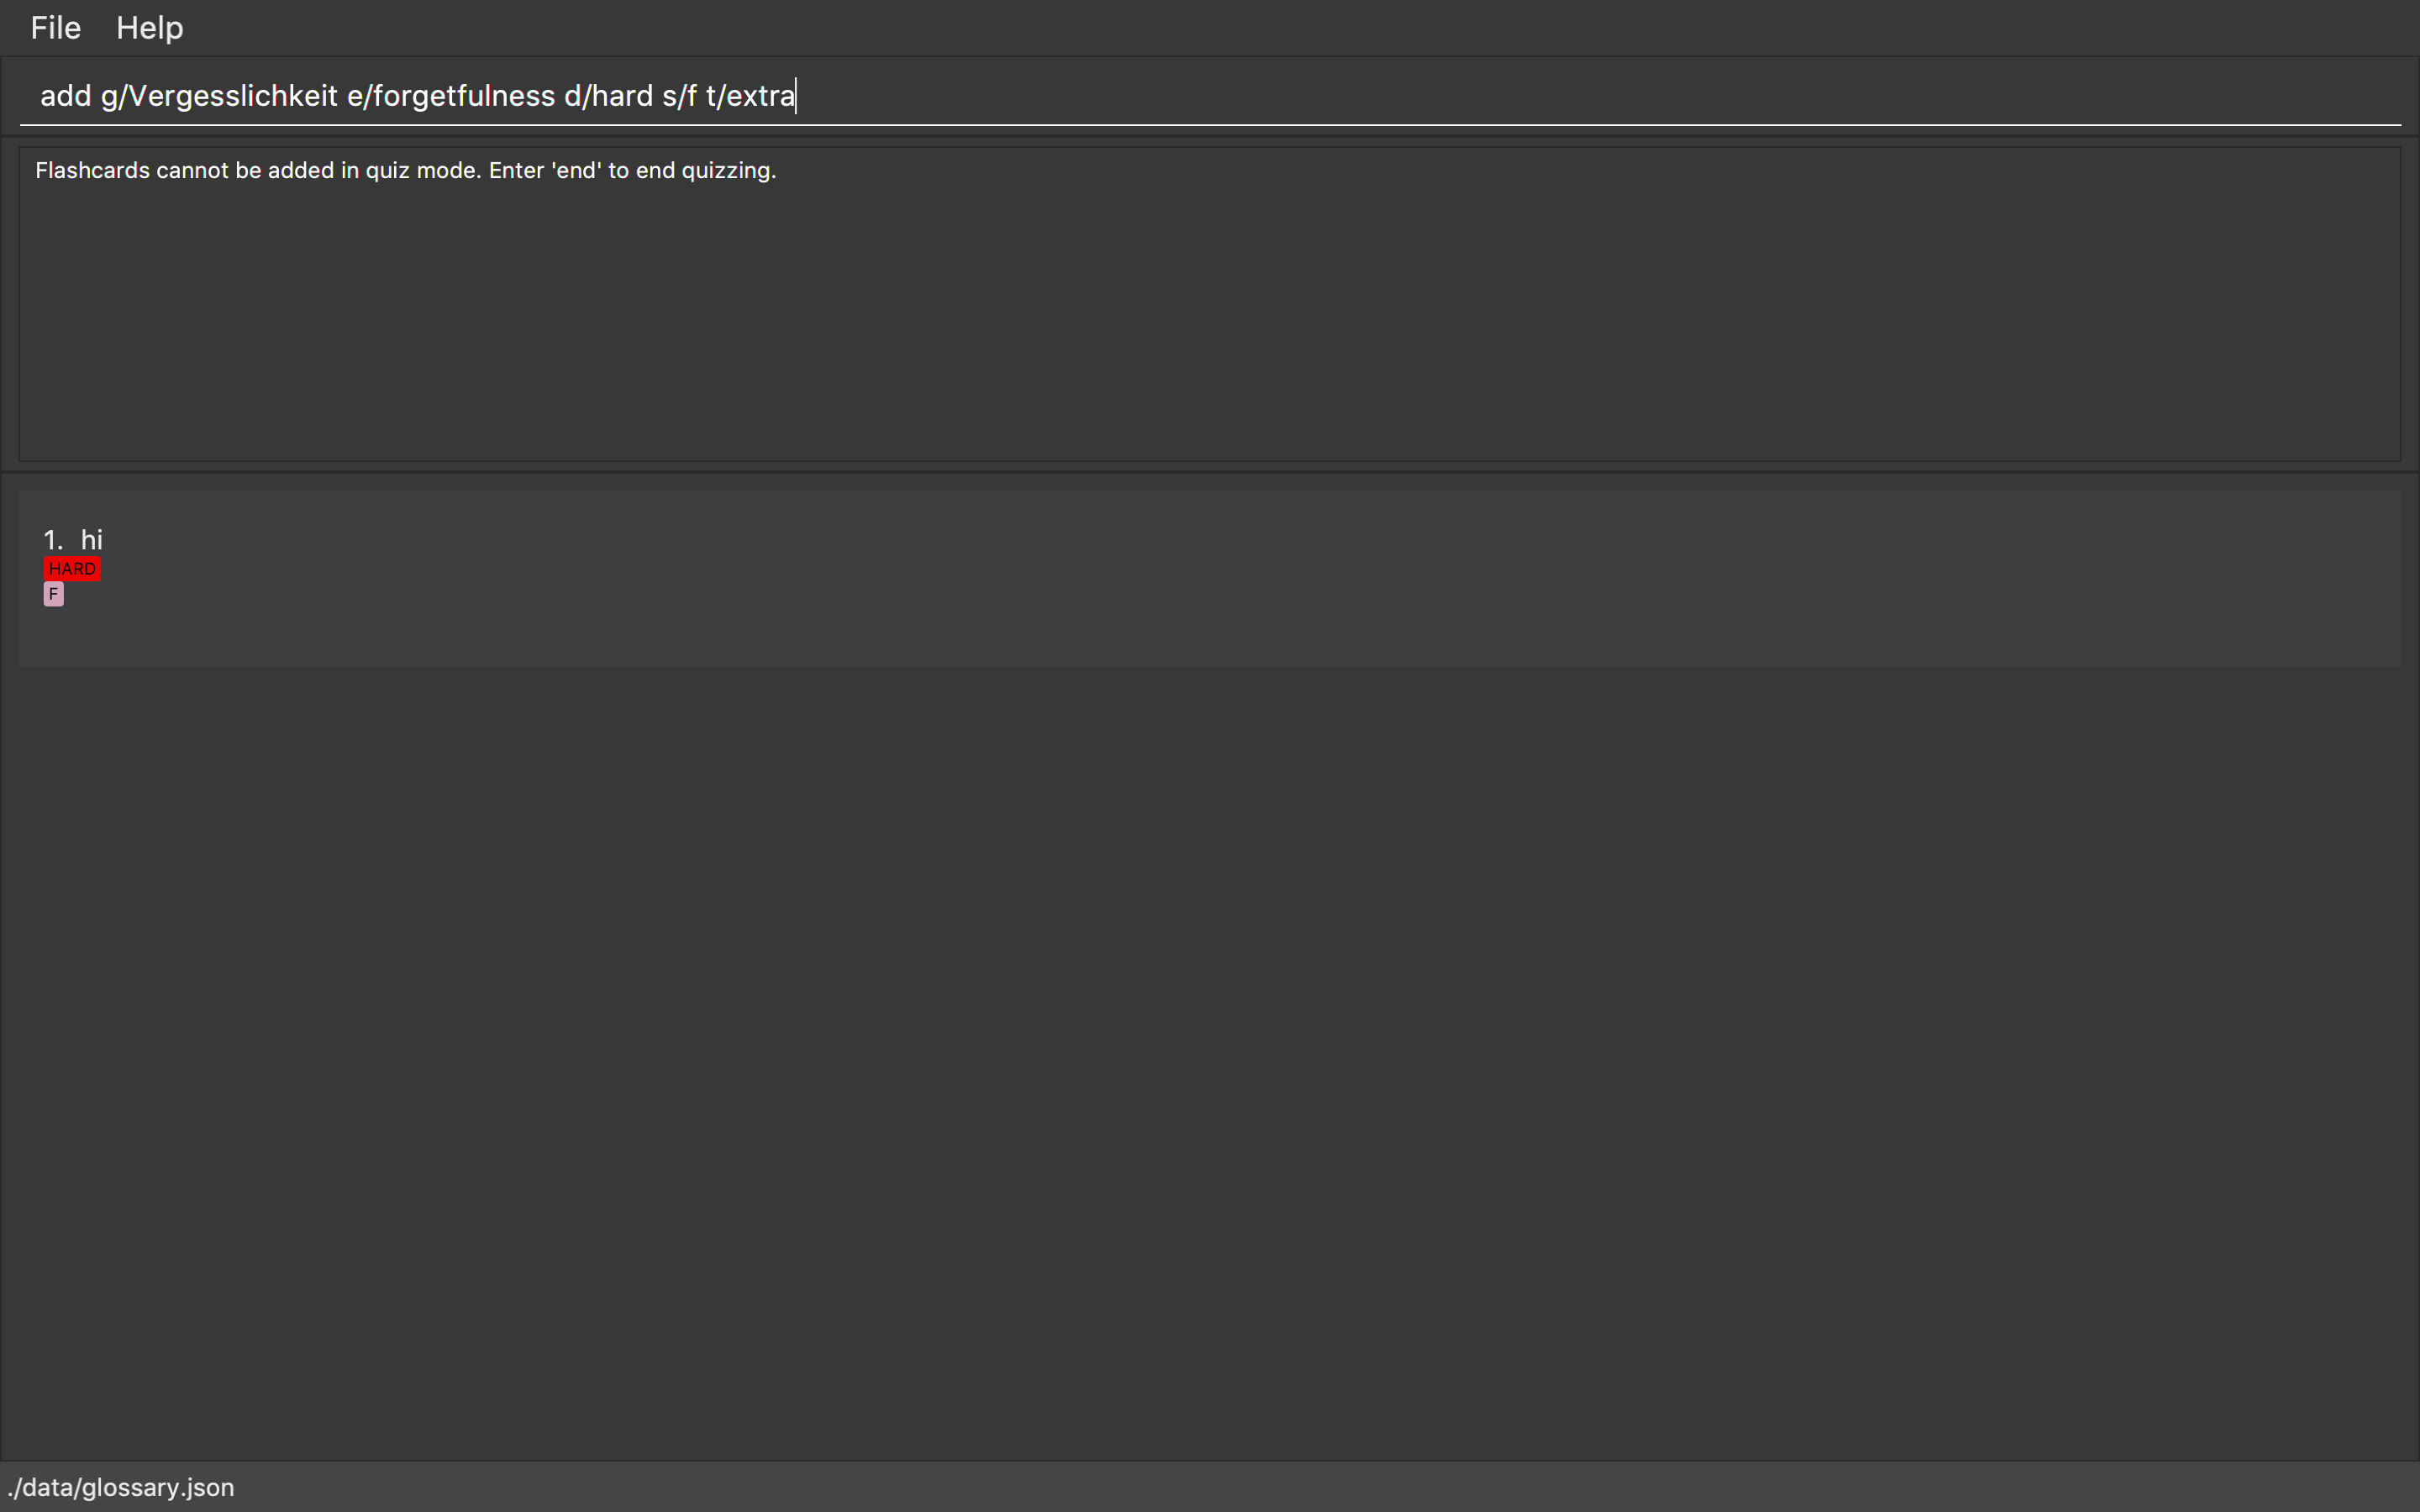 File Help
add g/Vergesslichkeit e/forgetfulness d/hard s/f t/extra
Flashcards cannot be added in quiz mode. Enter 'end' to end quizzing.
1. hi
HARD
F
./data/glossary.json